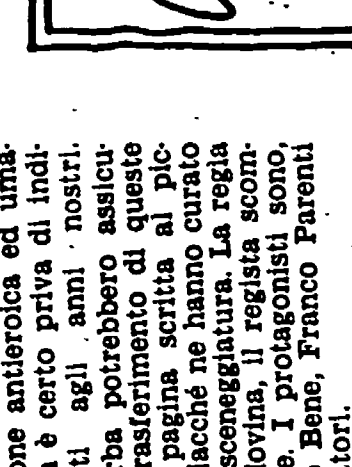 one antieroica ed uma-
è certo priva di indi-
ti agli anni nostri.
rba potrebbero assicu-
rasferimento di queste
pagina scritta al pic-
lacché ne hanno curato
sceneggiatura. La regia
lovina, il regista scom-
e. I protagonisti sono,
Bene, Franco Parenti
tori.